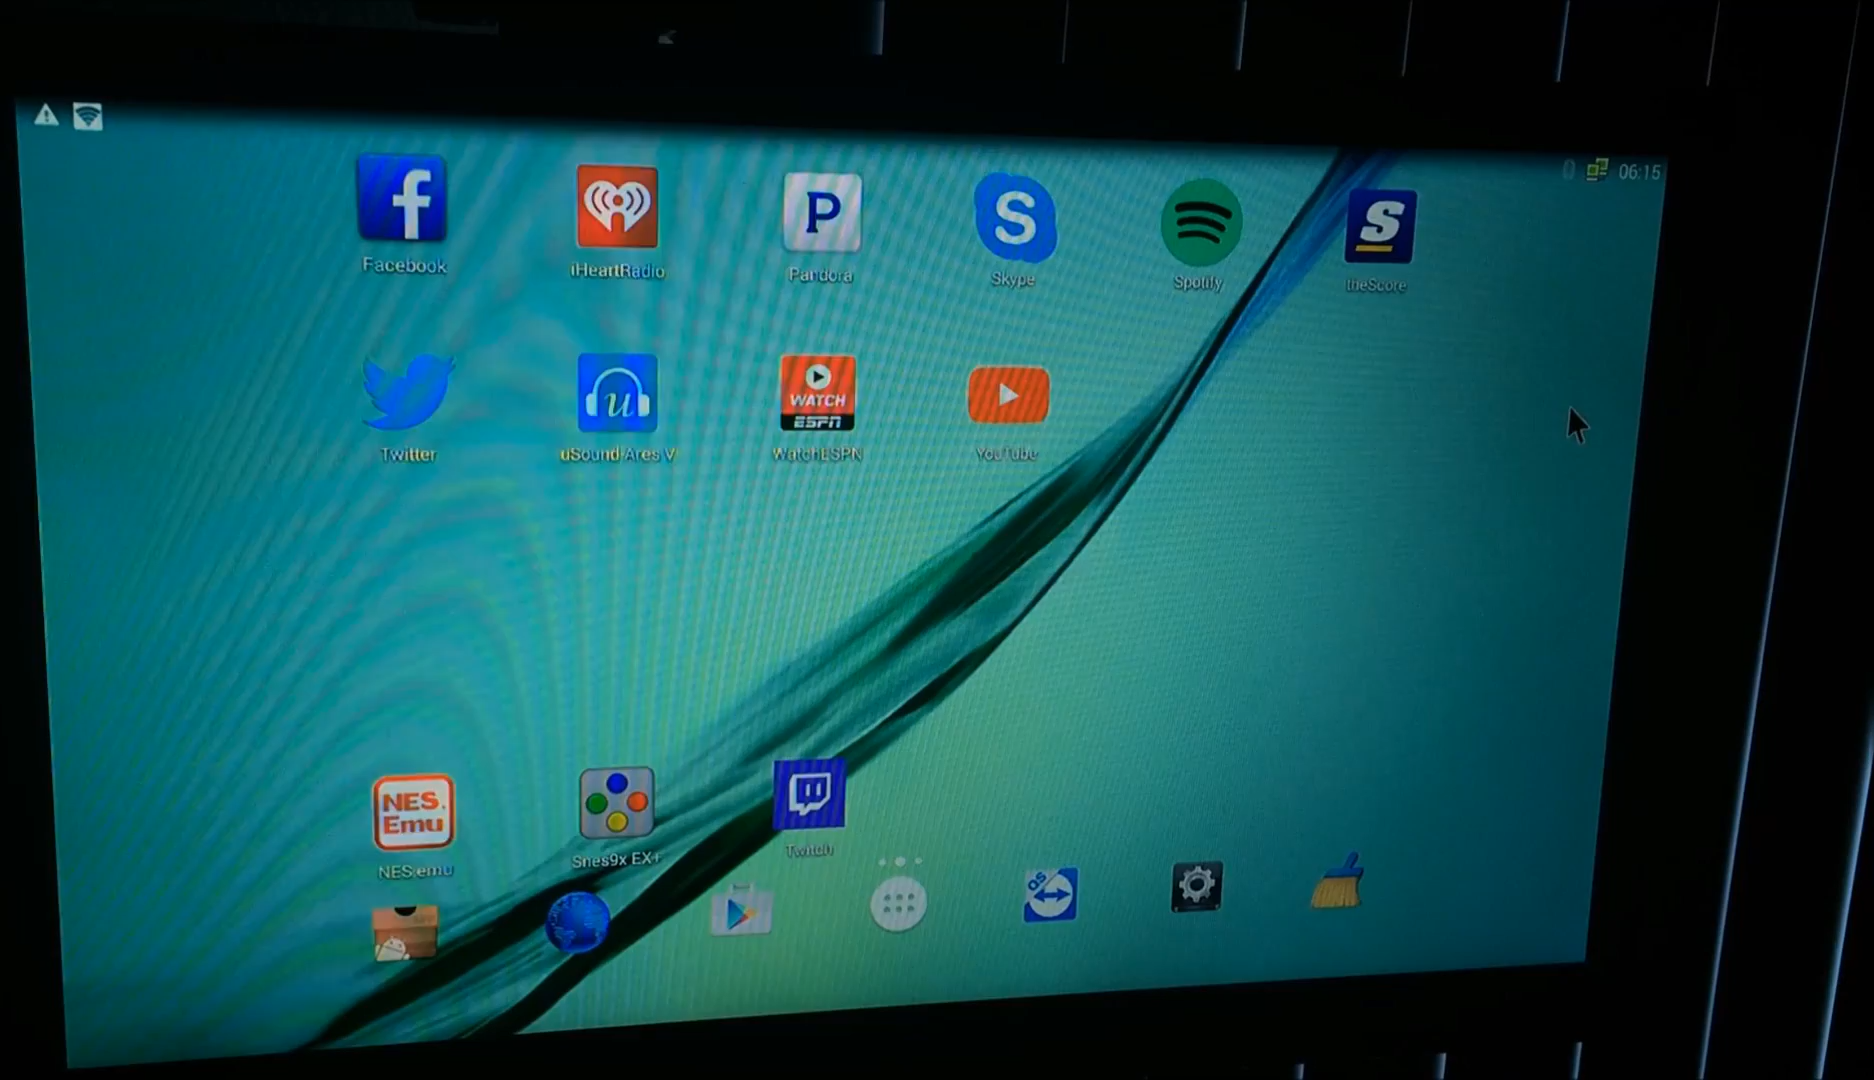 06:15
Facebook
iHeartRadio
P
Pandora
S
Skype
Spotify
S
theScore
Twitter
u
uSound-Ares V
WATCH
ESPN
WatchESPN
YouTube
NES.
Emu
NES.emu
Snes9x EX+
Twitch
QS